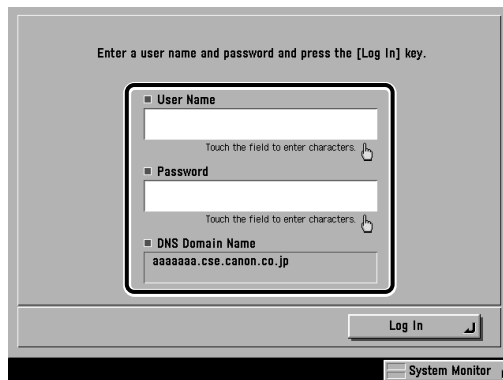 Enter a user name and password and press the [Log In] key.
User Name
Touch the field to enter characters.
Password
Touch the field to enter characters.
DNS Domain Name
aaaaaaa.cse.canon.co.jp
Log In
System Monitor